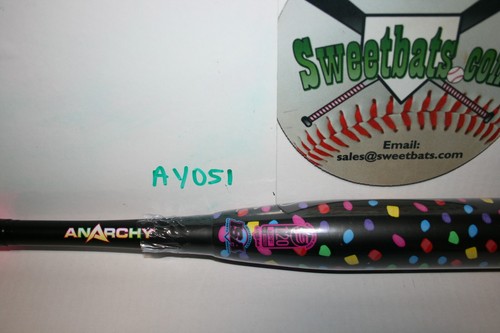 Sweetbats.com
Email:
sales@sweetbats.com
AY051
ANARCHY